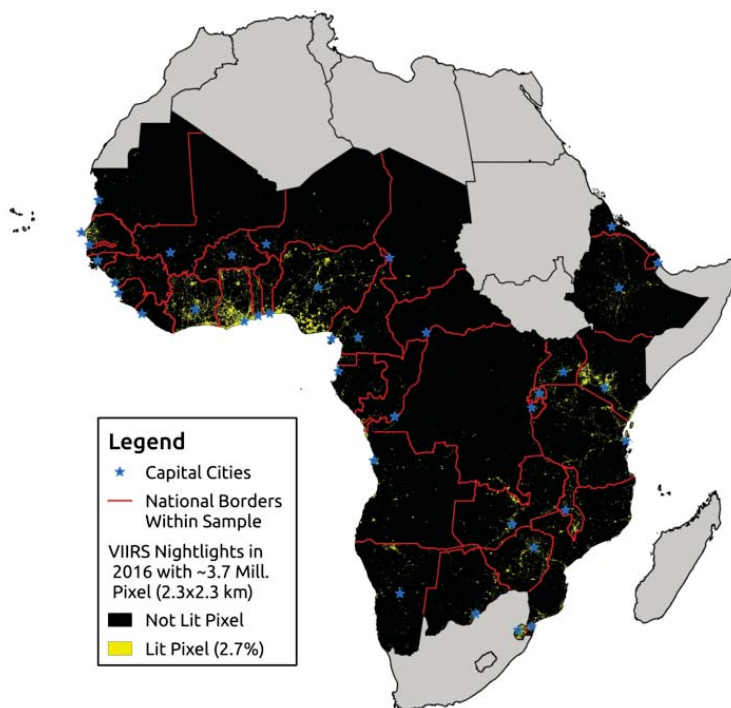 Legend
Capital Cities
National Borders
Within Sample
VIIRS Nightlights in
2016 with ~3.7 Mill.
Pixel (2.3x2.3 km)
Not Lit Pixel
Lit Pixel (2.7%)